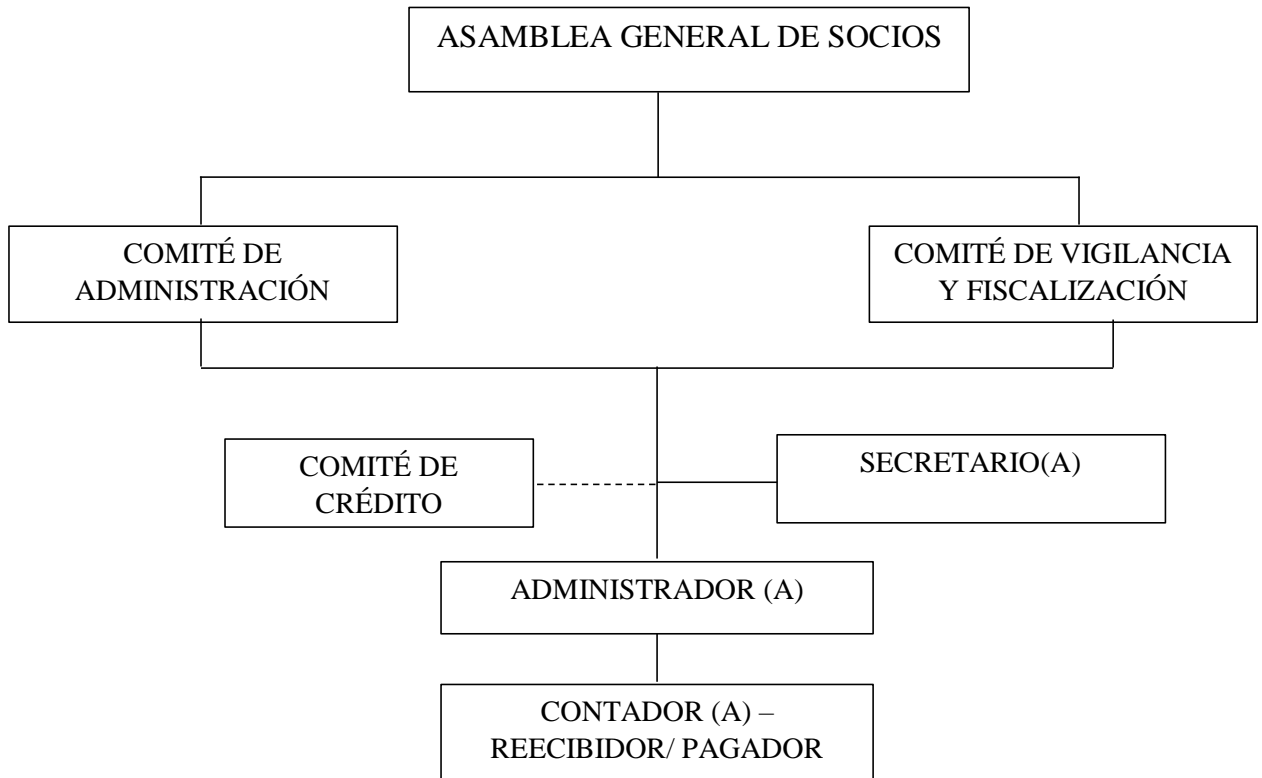 ASAMBLEA GENERAL DE SOCIOS
COMITÉ DE
ADMINISTRACIÓN
COMITÉ DE VIGILANCIA
Y FISCALIZACIÓN
COMITÉ DE
CRÉDITO
SECRETARIO(A)
ADMINISTRADOR (A)
CONTADOR (A) –
REECIBIDOR/ PAGADOR